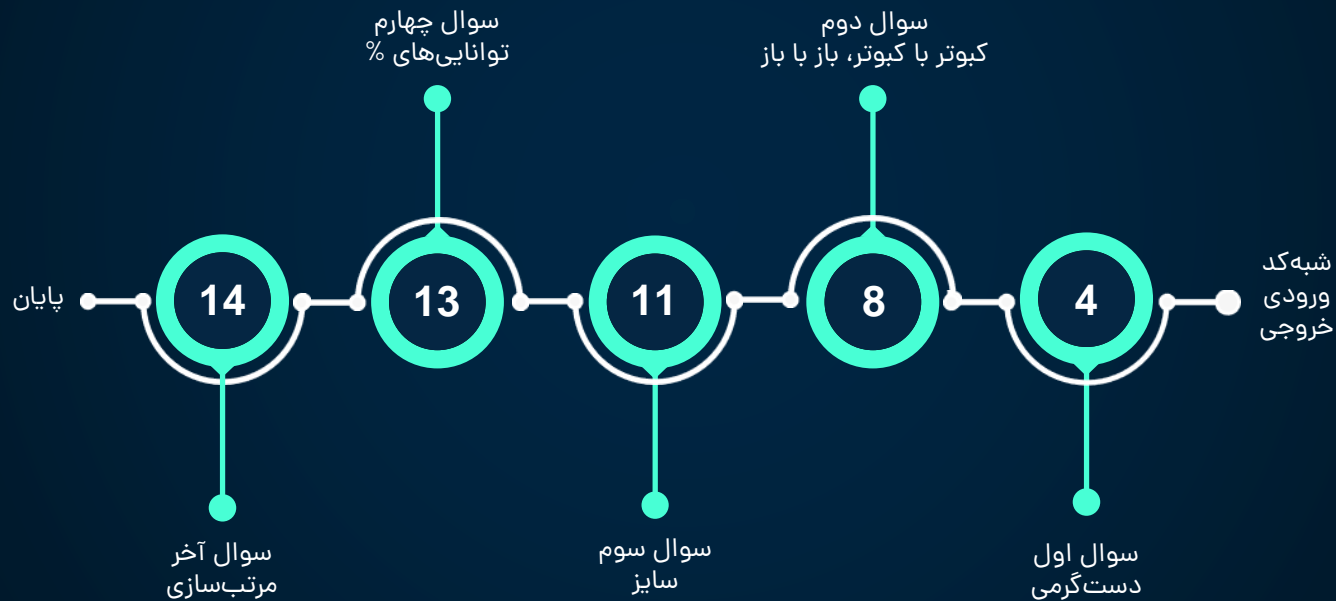 شبه‌کد
ورودی
خروجی
4
سوال اول
دست‌گرمی
سوال دوم
کبوتر با کبوتر، باز با باز
8
11
سوال سوم
سایز
سوال چهارم
توانایی‌های %
13
14
سوال آخر
مرتب‌سازی
پایان